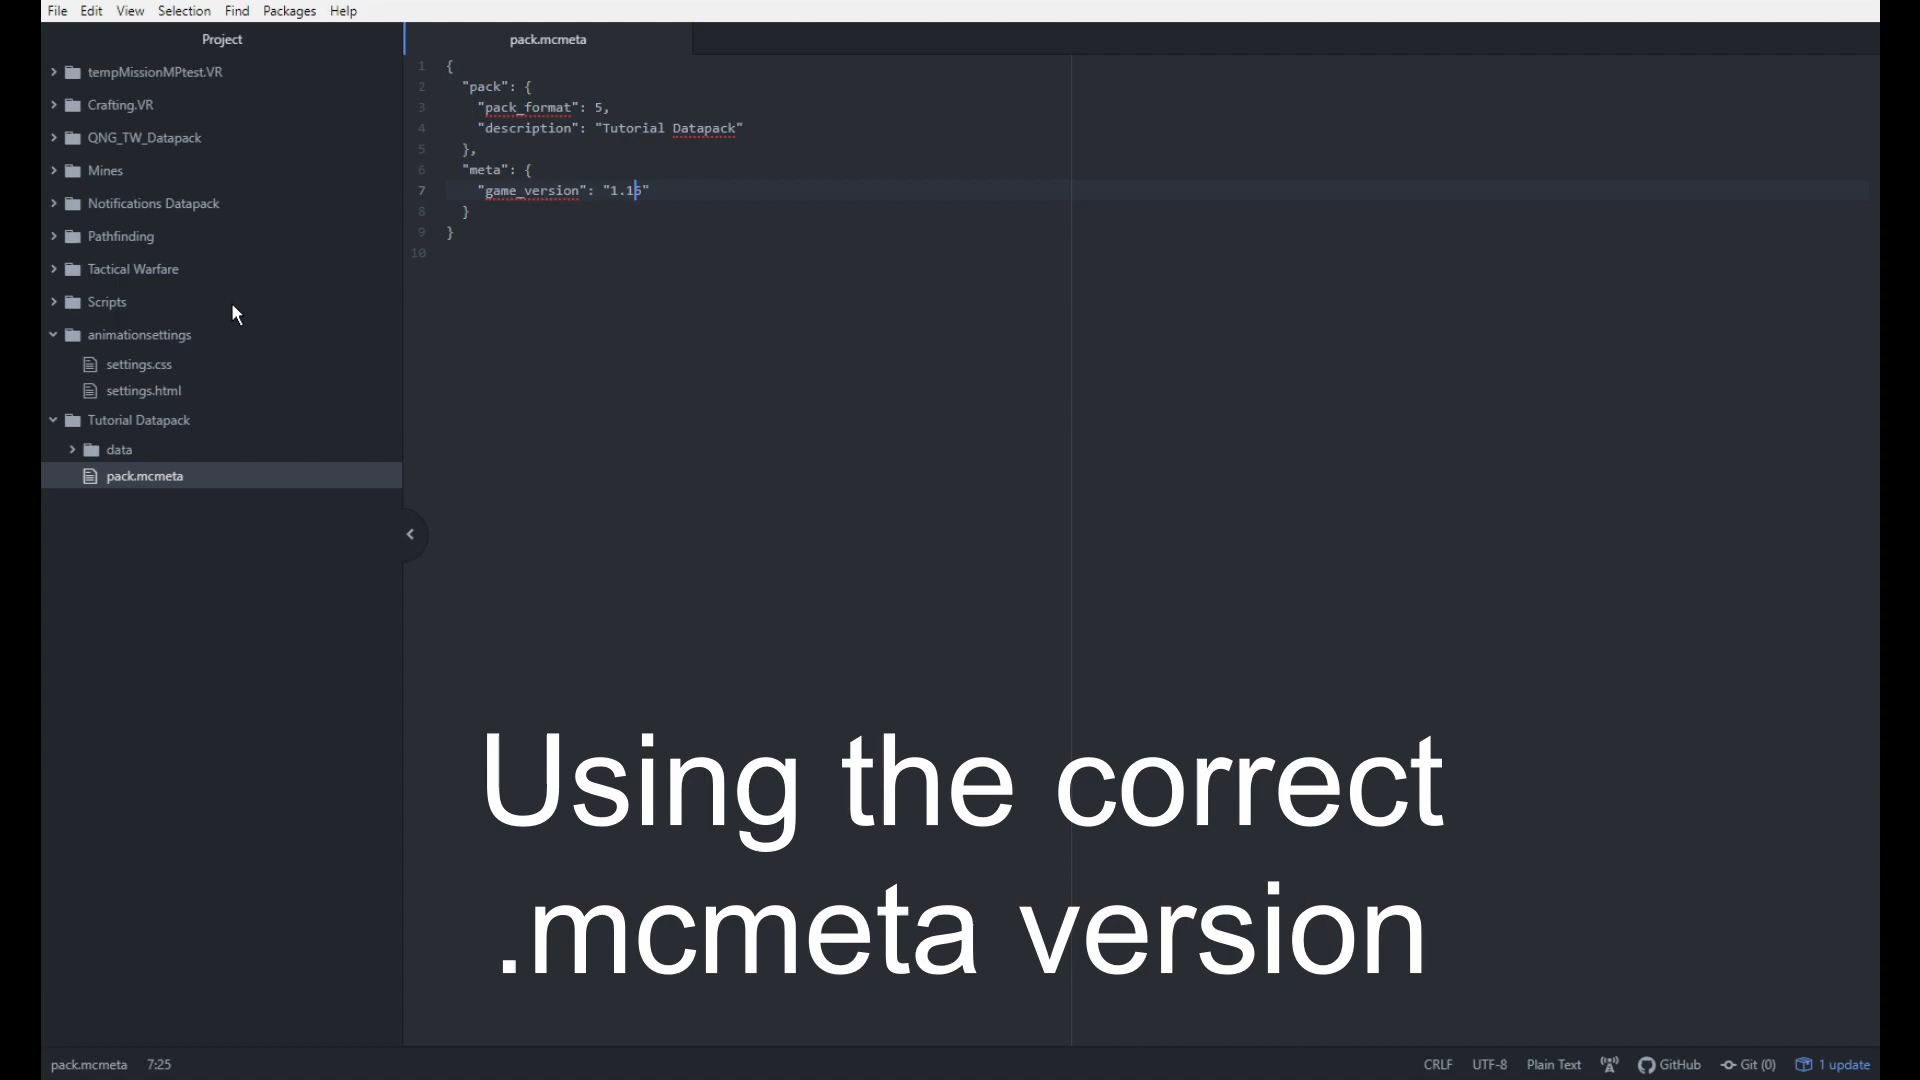 File Edit View Selection Find Packages Help
Project
pack.mcmeta
tempMissionMPtest.VR
Crafting.VR
QNG_TW_Datapack
Mines
Notifications Datapack
Pathfinding
Tactical Warfare
Scripts
animationsettings
settings.css
settings.html
Tutorial Datapack
data
pack.mcmeta
1 {
2 "pack": {
3 "pack_format": 5,
4 "description": "Tutorial Datapack"
5 },
6 "meta": {
7 "game_version": "1.15"
8 }
9 }
10
Using the correct
.mcmeta version
pack.mcmeta 7:25 CRLF UTF-8 Plain Text GitHub Git (0) 1 update